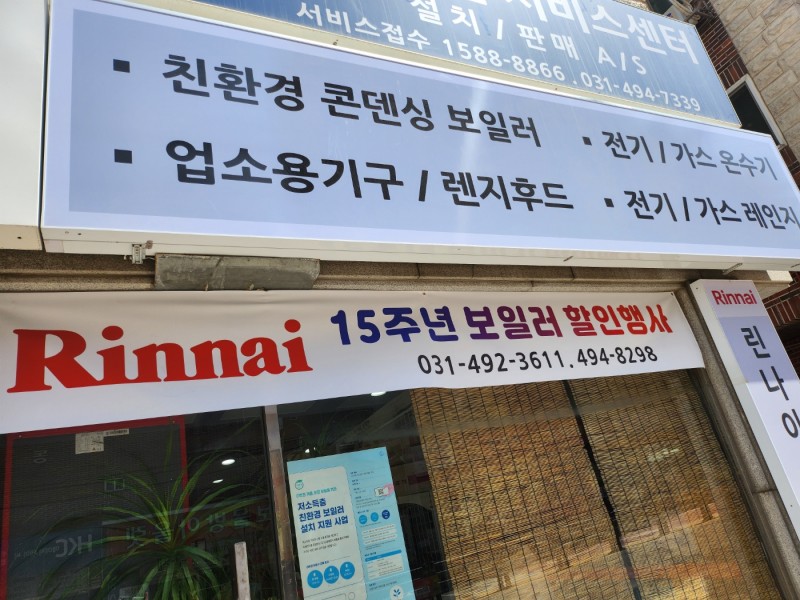 서비스센터
설치 / 판매 A/S
서비스접수 1588-8866 . 031-494-7339
▪ 친환경 콘덴싱 보일러
▪ 전기 / 가스 온수기
▪ 업소용기구 / 렌지후드
▪ 전기 / 가스 레인지
Rinnai
15주년 보일러 할인행사
031-492-3611 . 494-8298
Rinnai
린나이
저소득층
친환경 보일러
설치 지원 사업
HKC